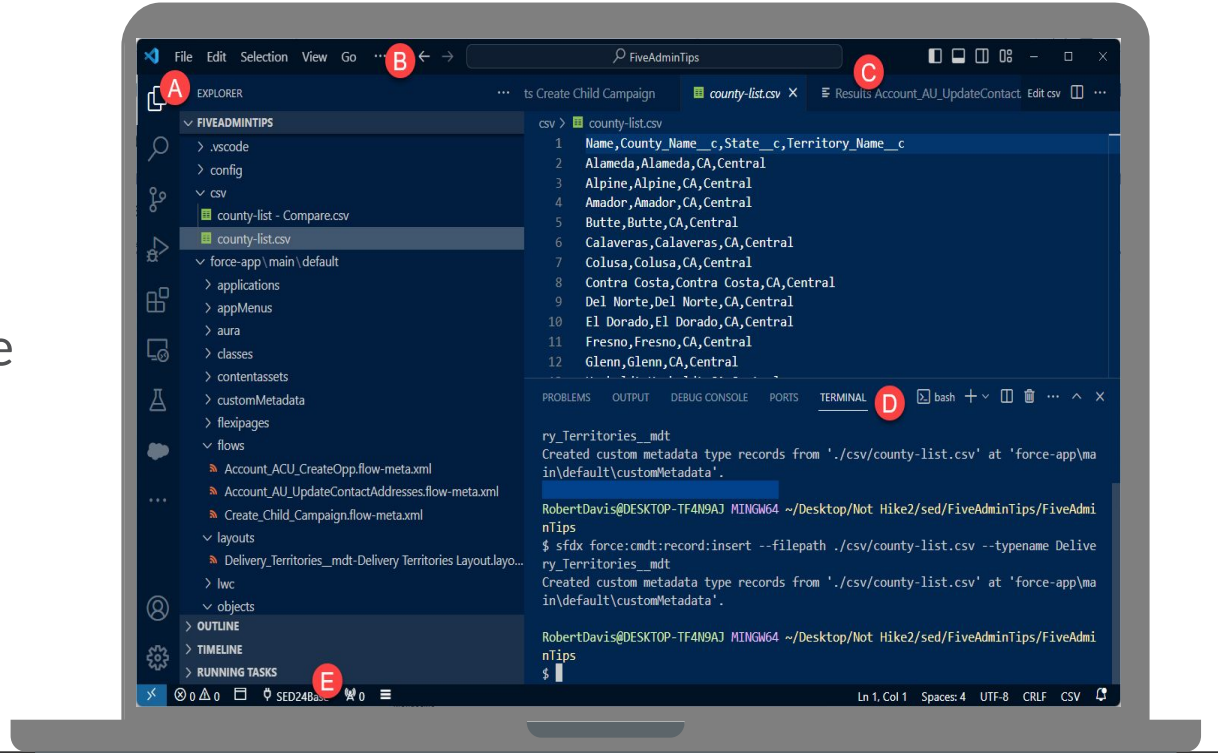 File Edit Selection View Go ··· B ← → FiveAdminTips
A
C
EXPLORER ··· ts Create Child Campaign county-list.csv × Results Account_AU_UpdateContact Edit csv ···
FIVEADMINTIPS
.vscode
config
csv
county-list - Compare.csv
county-list.csv
force-app\main\default
applications
appMenus
aura
classes
contentassets
customMetadata
flexipages
flows
Account_ACU_CreateOpp.flow-meta.xml
Account_AU_UpdateContactAddresses.flow-meta.xml
Create_Child_Campaign.flow-meta.xml
layouts
Delivery_Territories__mdt-Delivery Territories Layout.layo...
lwc
objects
OUTLINE
TIMELINE
RUNNING TASKS
csv > county-list.csv
1 Name,County_Name__c,State__c,Territory_Name__c
2 Alameda,Alameda,CA,Central
3 Alpine,Alpine,CA,Central
4 Amador,Amador,CA,Central
5 Butte,Butte,CA,Central
6 Calaveras,Calaveras,CA,Central
7 Colusa,Colusa,CA,Central
8 Contra Costa,Contra Costa,CA,Central
9 Del Norte,Del Norte,CA,Central
10 El Dorado,El Dorado,CA,Central
11 Fresno,Fresno,CA,Central
12 Glenn,Glenn,CA,Central
PROBLEMS OUTPUT DEBUG CONSOLE PORTS TERMINAL D bash
ry_Territories__mdt
Created custom metadata type records from './csv/county-list.csv' at 'force-app\ma
in\default\customMetadata'.
RobertDavis@DESKTOP-TF4N9AJ MINGW64 ~/Desktop/Not Hike2/sed/FiveAdminTips/FiveAdmi
nTips
$ sfdx force:cmdt:record:insert --filepath ./csv/county-list.csv --typename Delive
ry_Territories__mdt
Created custom metadata type records from './csv/county-list.csv' at 'force-app\ma
in\default\customMetadata'.
RobertDavis@DESKTOP-TF4N9AJ MINGW64 ~/Desktop/Not Hike2/sed/FiveAdminTips/FiveAdmi
nTips
$
E
0 0 SED24Base 0 Ln 1, Col 1 Spaces: 4 UTF-8 CRLF CSV
e